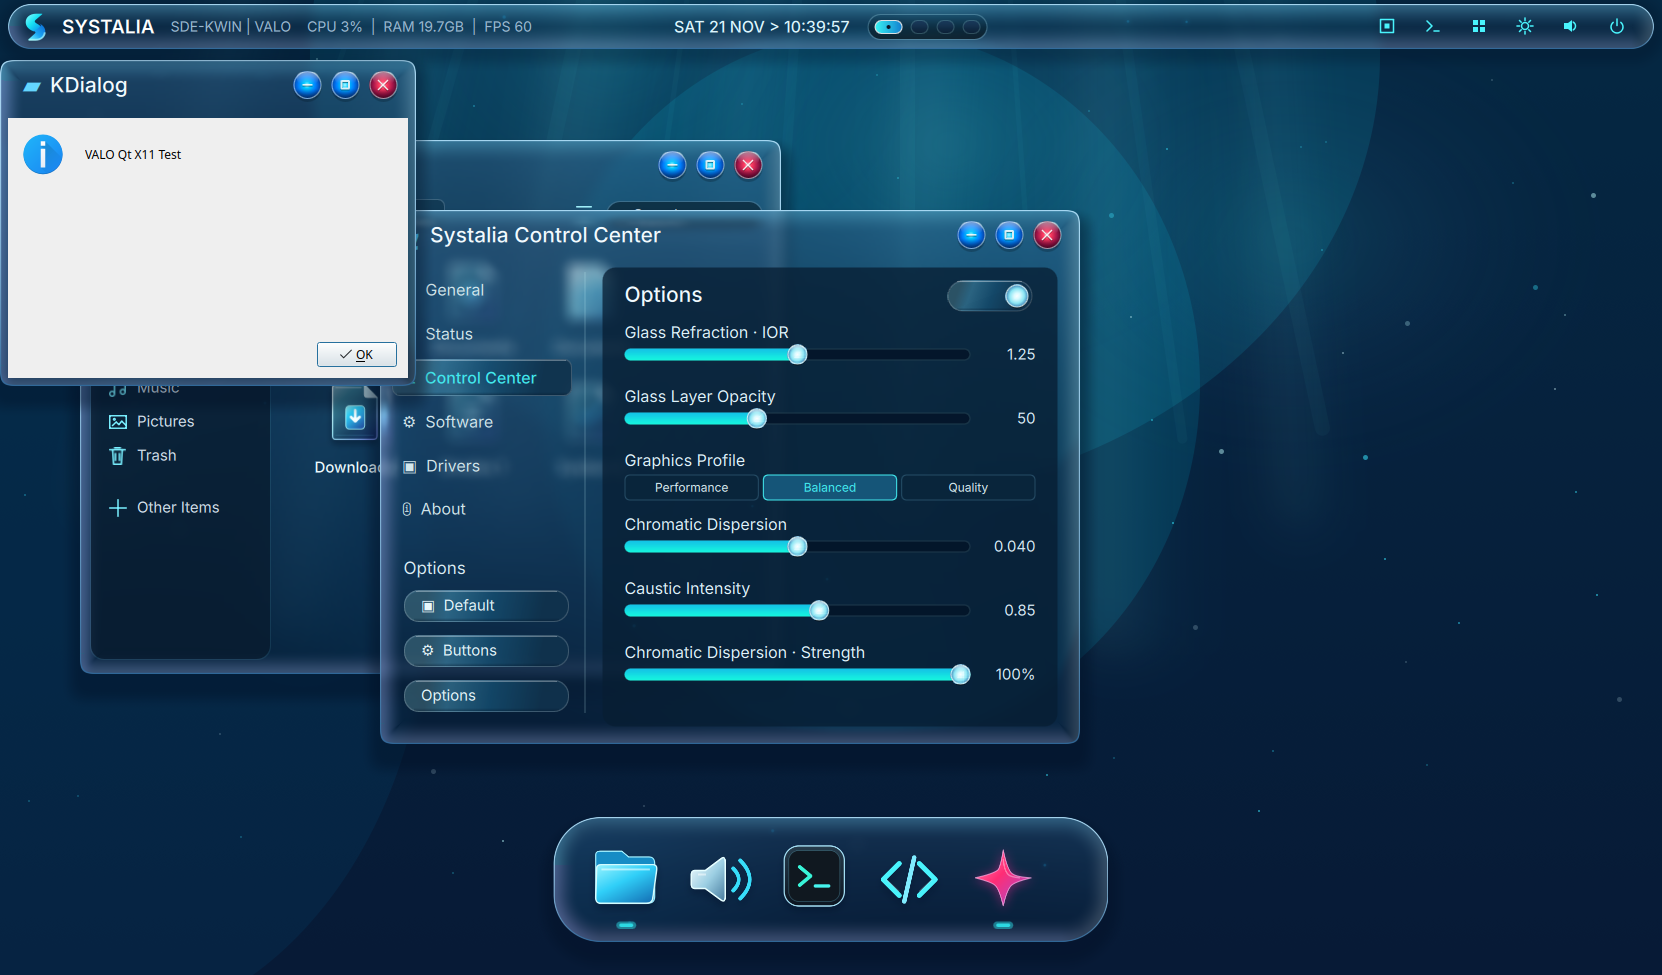 SYSTALIA SDE-KWIN | VALO CPU 3% | RAM 19.7GB | FPS 60 SAT 21 NOV > 10:39:57
KDialog
VALO Qt X11 Test
OK
Music
Pictures
Trash
Other Items
Systalia Control Center
General
Status
Control Center
Software
Drivers
About
Options
Default
Buttons
Options
Options
Glass Refraction · IOR
1.25
Glass Layer Opacity
50
Graphics Profile
Performance Balanced Quality
Chromatic Dispersion
0.040
Caustic Intensity
0.85
Chromatic Dispersion · Strength
100%